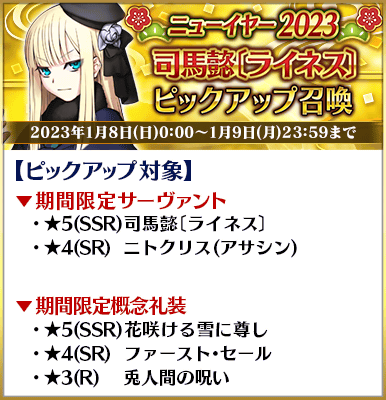 ニューイヤー2023
司馬懿〔ライネス〕
ピックアップ召喚
2023年1月8日(日)0:00～1月9日(月)23:59まで
【ピックアップ対象】
▼期間限定サーヴァント
・★5(SSR)司馬懿〔ライネス〕
・★4(SR) ニトクリス(アサシン)
▼期間限定概念礼装
・★5(SSR)花咲ける雪に尊し
・★4(SR) ファースト・セール
・★3(R) 兎人間の呪い